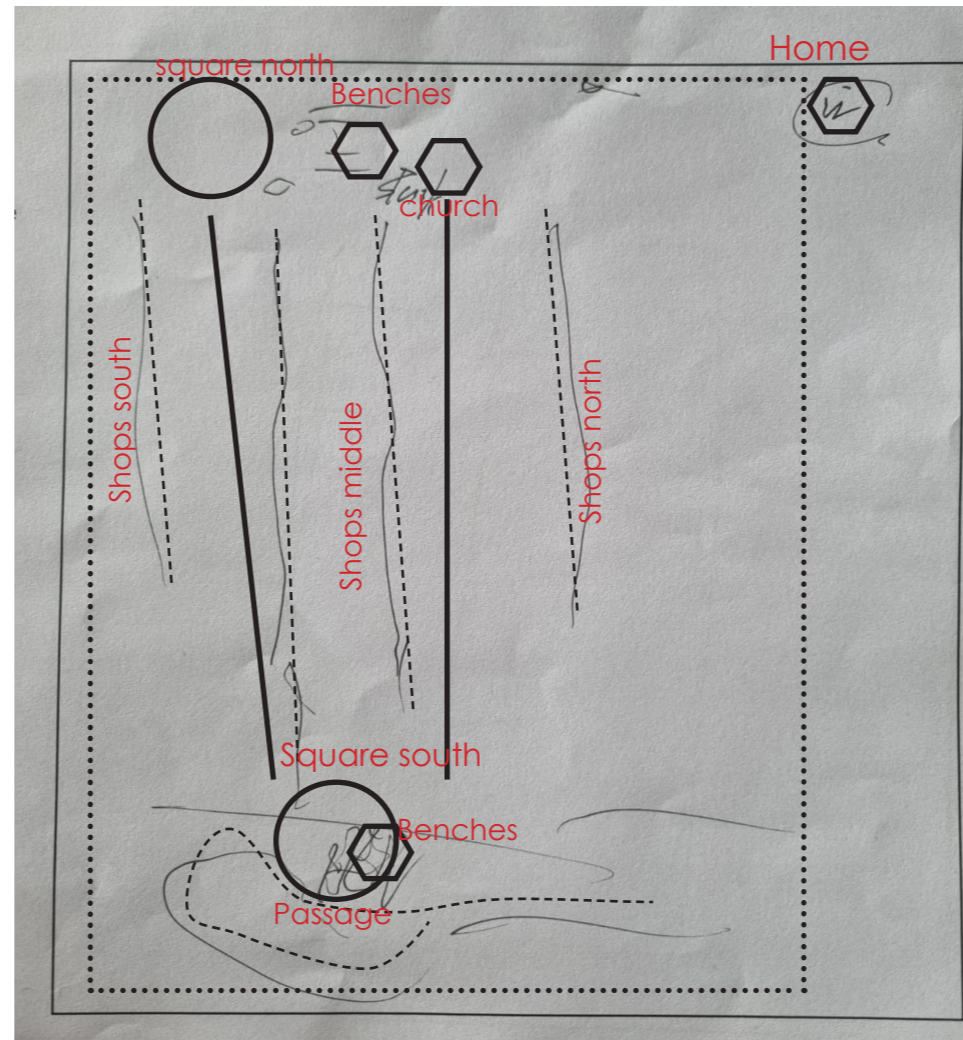 Home
square north
Benches
church
Shops south
Shops middle
Shops north
Square south
Benches
Passage